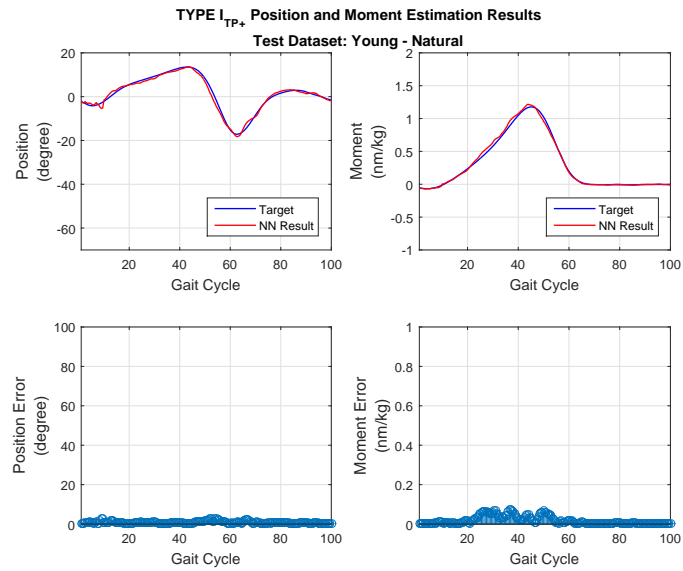 TYPE I_TP+ Position and Moment Estimation Results
Test Dataset: Young - Natural
20
0
-20
-40
-60
Position
(degree)
Target
NN Result
20
40
60
80
100
Gait Cycle
2
1.5
1
0.5
0
-0.5
-1
Moment
(nm/kg)
Target
NN Result
20
40
60
80
100
Gait Cycle
100
80
60
40
20
0
Position Error
(degree)
20
40
60
80
100
Gait Cycle
1
0.8
0.6
0.4
0.2
0
Moment Error
(nm/kg)
20
40
60
80
100
Gait Cycle